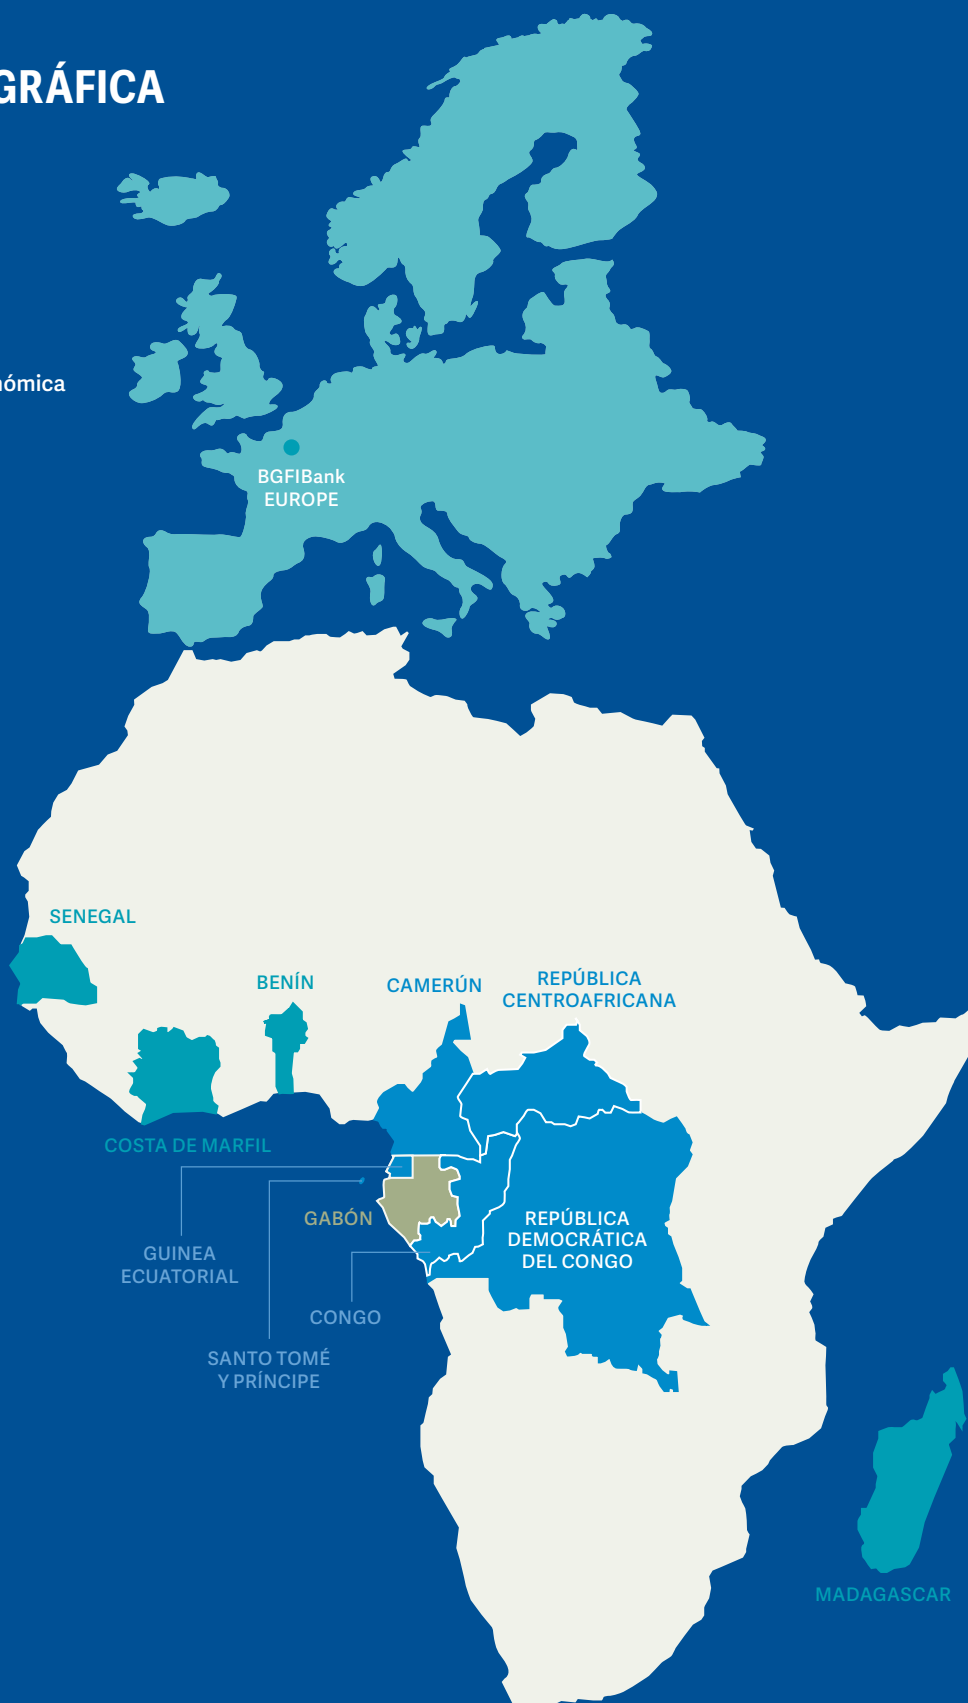 GRÁFICA
nómica
BGFIBank
EUROPE
SENEGAL
BENÍN
CAMERÚN
REPÚBLICA
CENTROAFRICANA
COSTA DE MARFIL
GABÓN
REPÚBLICA
DEMOCRÁTICA
DEL CONGO
GUINEA
ECUATORIAL
CONGO
SANTO TOMÉ
Y PRÍNCIPE
MADAGASCAR